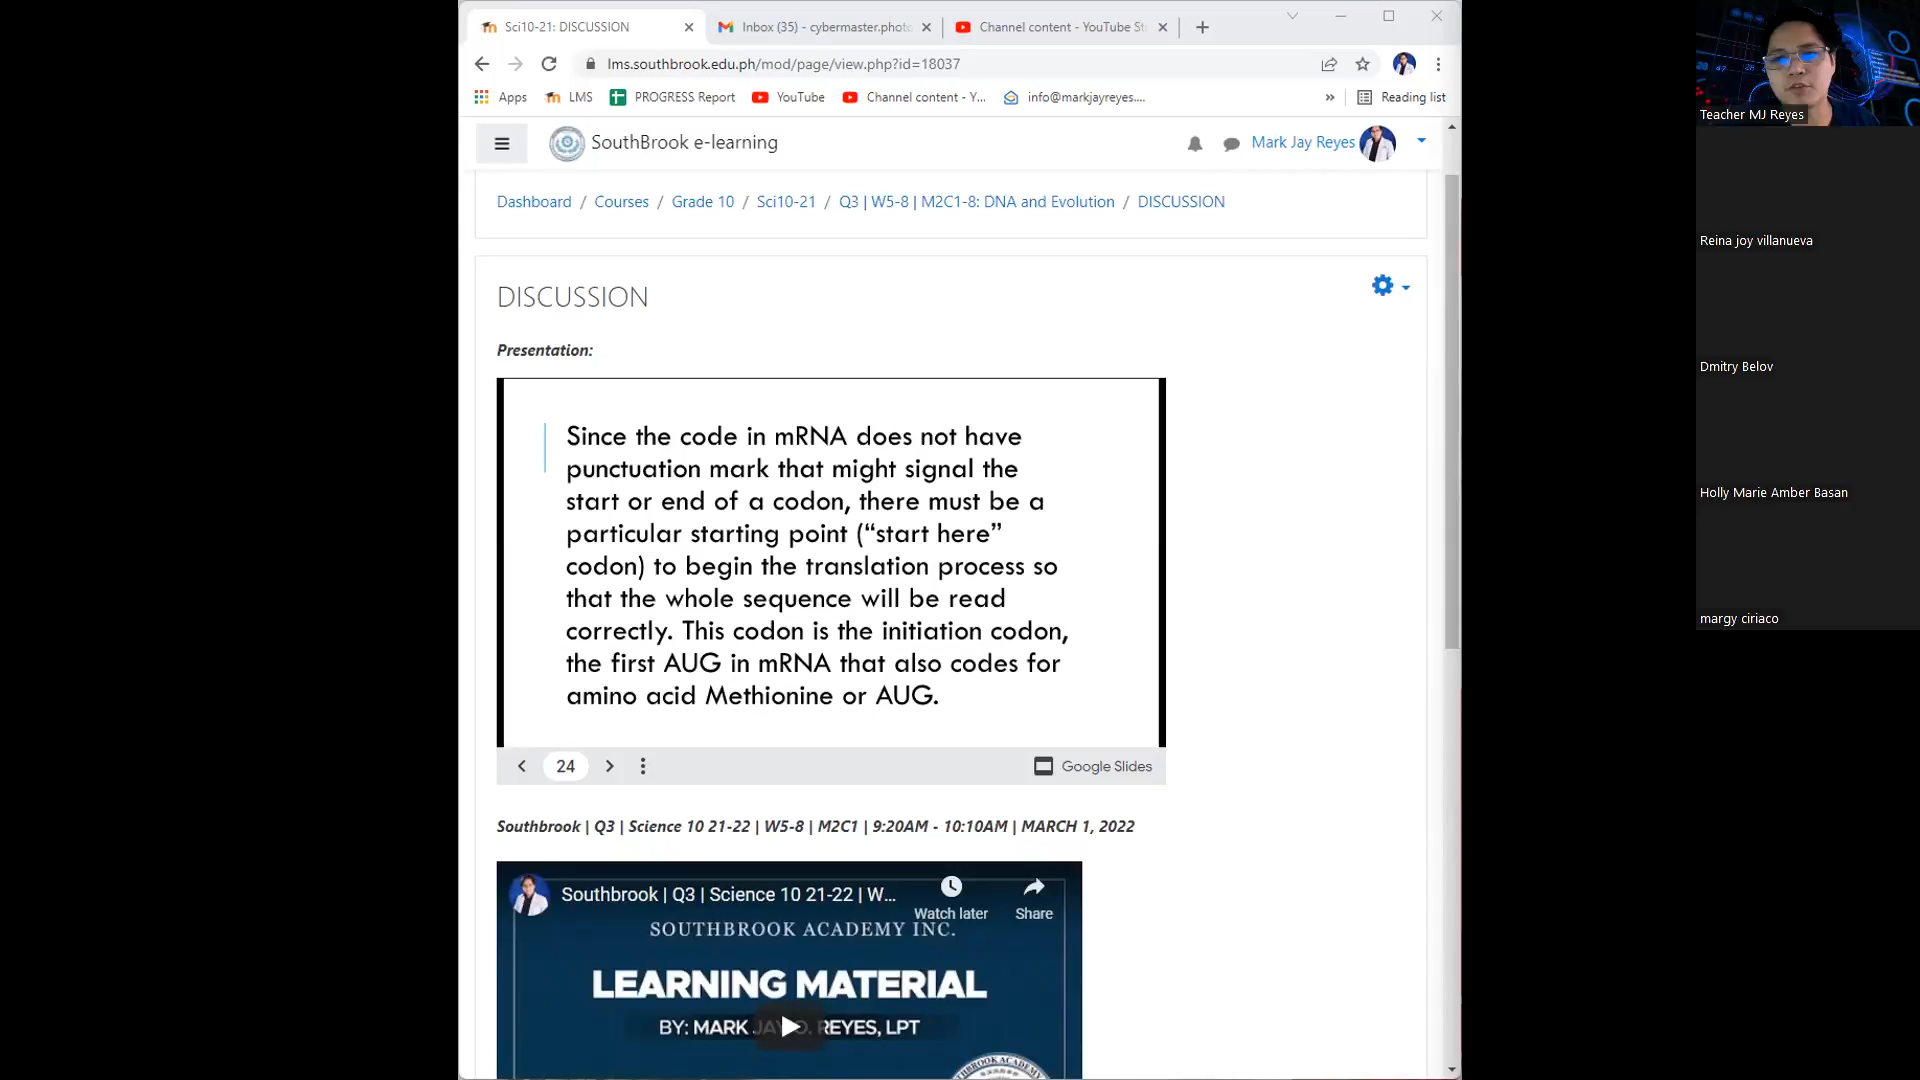 Sci10-21: DISCUSSION
Inbox (35) - cybermaster.photo
Channel content - YouTube St
lms.southbrook.edu.ph/mod/page/view.php?id=18037
Apps
LMS
PROGRESS Report
YouTube
Channel content - Y...
info@markjayreyes....
»
Reading list
SouthBrook e-learning
Mark Jay Reyes
Dashboard / Courses / Grade 10 / Sci10-21 / Q3 | W5-8 | M2C1-8: DNA and Evolution / DISCUSSION
DISCUSSION
Presentation:
Since the code in mRNA does not have
punctuation mark that might signal the
start or end of a codon, there must be a
particular starting point (“start here”
codon) to begin the translation process so
that the whole sequence will be read
correctly. This codon is the initiation codon,
the first AUG in mRNA that also codes for
amino acid Methionine or AUG.
24
Google Slides
Southbrook | Q3 | Science 10 21-22 | W5-8 | M2C1 | 9:20AM - 10:10AM | MARCH 1, 2022
Southbrook | Q3 | Science 10 21-22 | W...
Watch later
Share
SOUTHBROOK ACADEMY INC.
LEARNING MATERIAL
BY: MARK JAY O. REYES, LPT
Teacher MJ Reyes
Reina joy villanueva
Dmitry Belov
Holly Marie Amber Basan
margy ciriaco